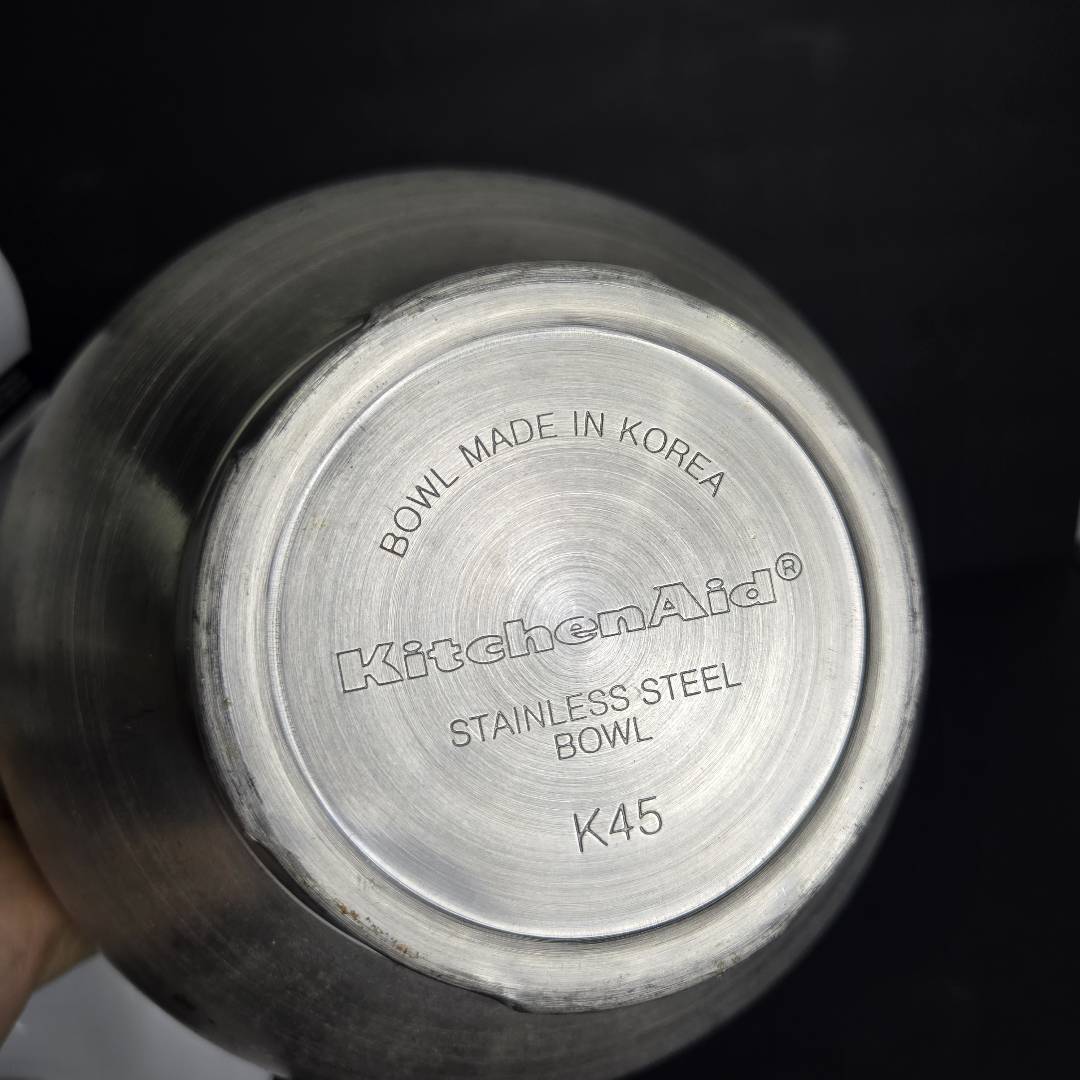 BOWL MADE IN KOREA
KitchenAid®
STAINLESS STEEL
BOWL
K45